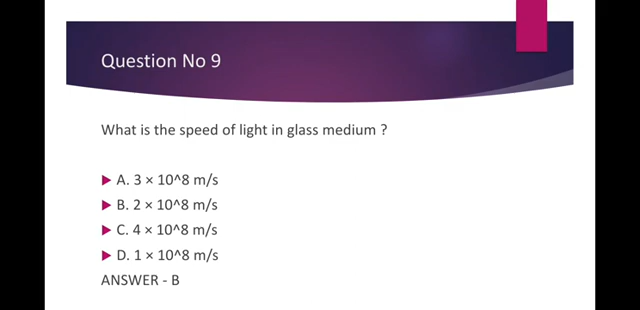 Question No 9
What is the speed of light in glass medium ?
A. 3 × 10^8 m/s
B. 2 × 10^8 m/s
C. 4 × 10^8 m/s
D. 1 × 10^8 m/s
ANSWER - B